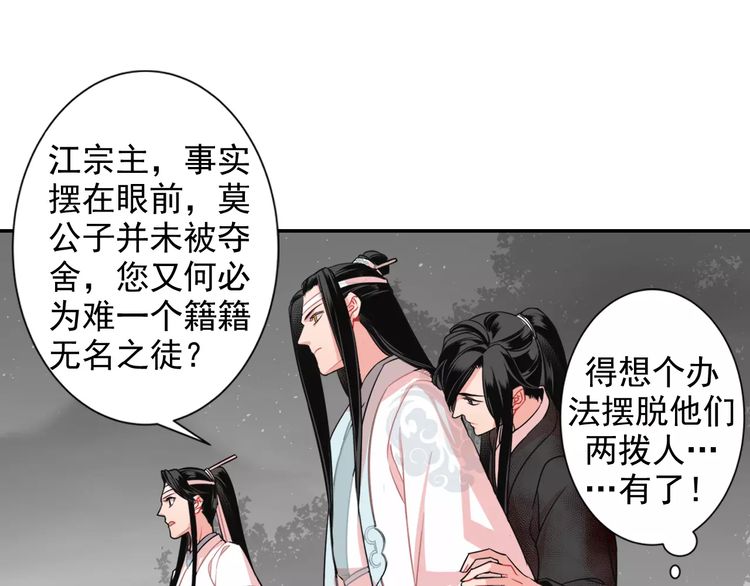 江宗主，事实
摆在眼前，莫
公子并未被夺
舍，您又何必
为难一个籍籍
无名之徒？
得想个办
法摆脱他们
两拨人…
…有了！